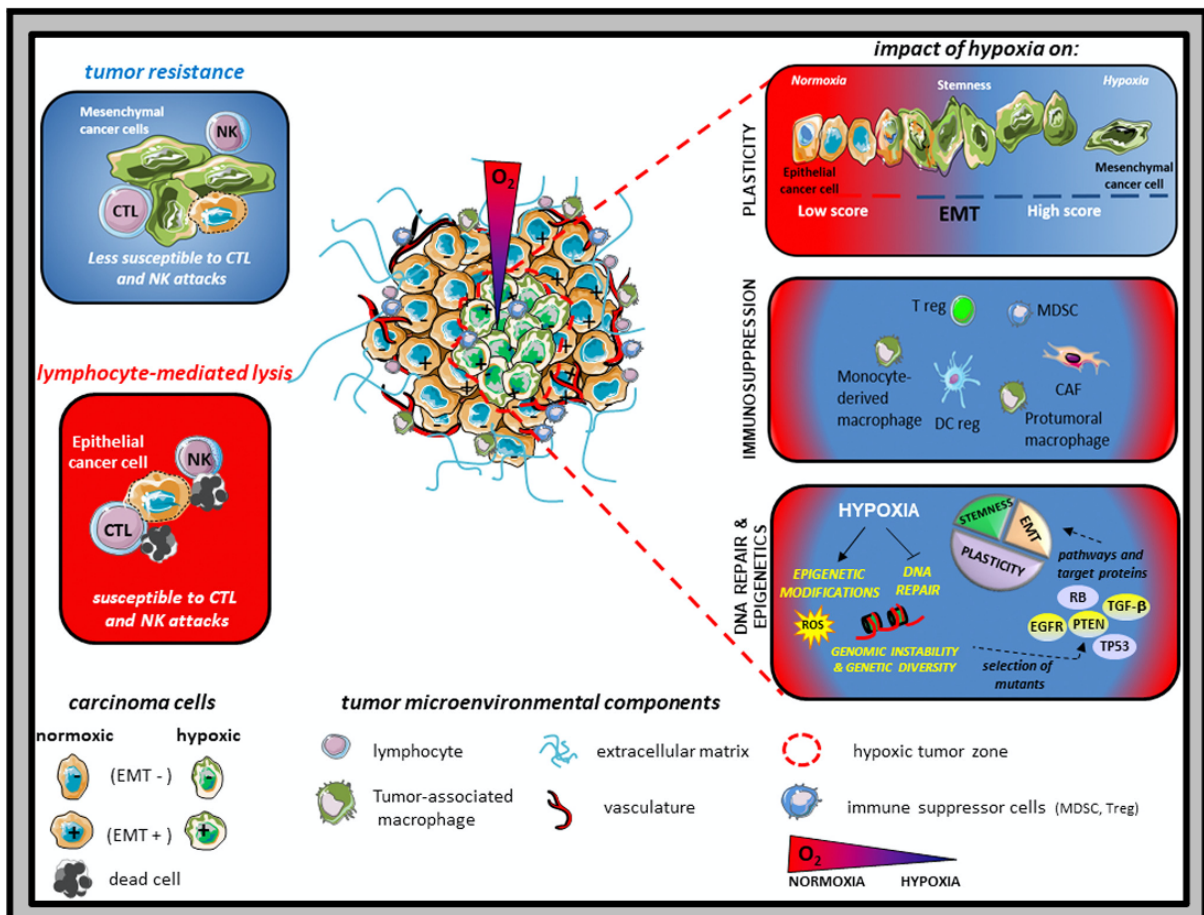 tumor resistance
Mesenchymal
cancer cells
NK
CTL
Less susceptible to CTL
and NK attacks
lymphocyte-mediated lysis
Epithelial
cancer cell
NK
CTL
susceptible to CTL
and NK attacks
O2
- - - - - - - + + + + + +
impact of hypoxia on:
PLASTICITY
Normoxia
Stemness
Hypoxia
Epithelial
cancer cell
Mesenchymal
cancer cell
Low score
EMT
High score
IMMUNOSUPPRESSION
T reg
MDSC
Monocyte-
derived
macrophage
DC reg
CAF
Protumoral
macrophage
DNA REPAIR &
EPIGENETICS
HYPOXIA
EPIGENETIC
MODIFICATIONS
DNA
REPAIR
ROS
GENOMIC INSTABILITY
& GENETIC DIVERSITY
STEMNESS
EMT
PLASTICITY
pathways and
target proteins
RB
TGF-β
EGFR
PTEN
TP53
selection of
mutants
carcinoma cells
normoxic
hypoxic
- (EMT - ) -
+ (EMT + ) +
dead cell
tumor microenvironmental components
lymphocyte
extracellular matrix
hypoxic tumor zone
Tumor-associated
macrophage
vasculature
immune suppressor cells (MDSC, Treg)
O2
NORMOXIA
HYPOXIA